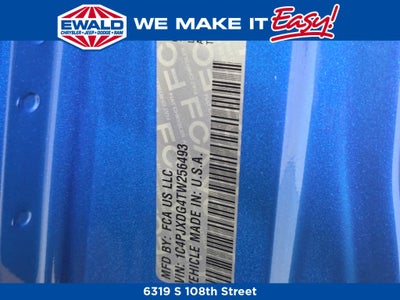 EWALD
CHRYSLER, JEEP, DODGE, RAM
WE MAKE IT Easy!
MFD BY: FCA US LLC
VIN: 1C4PJXDG4TW256493
VEHICLE MADE IN: U.S.A.
6319 S 108th Street